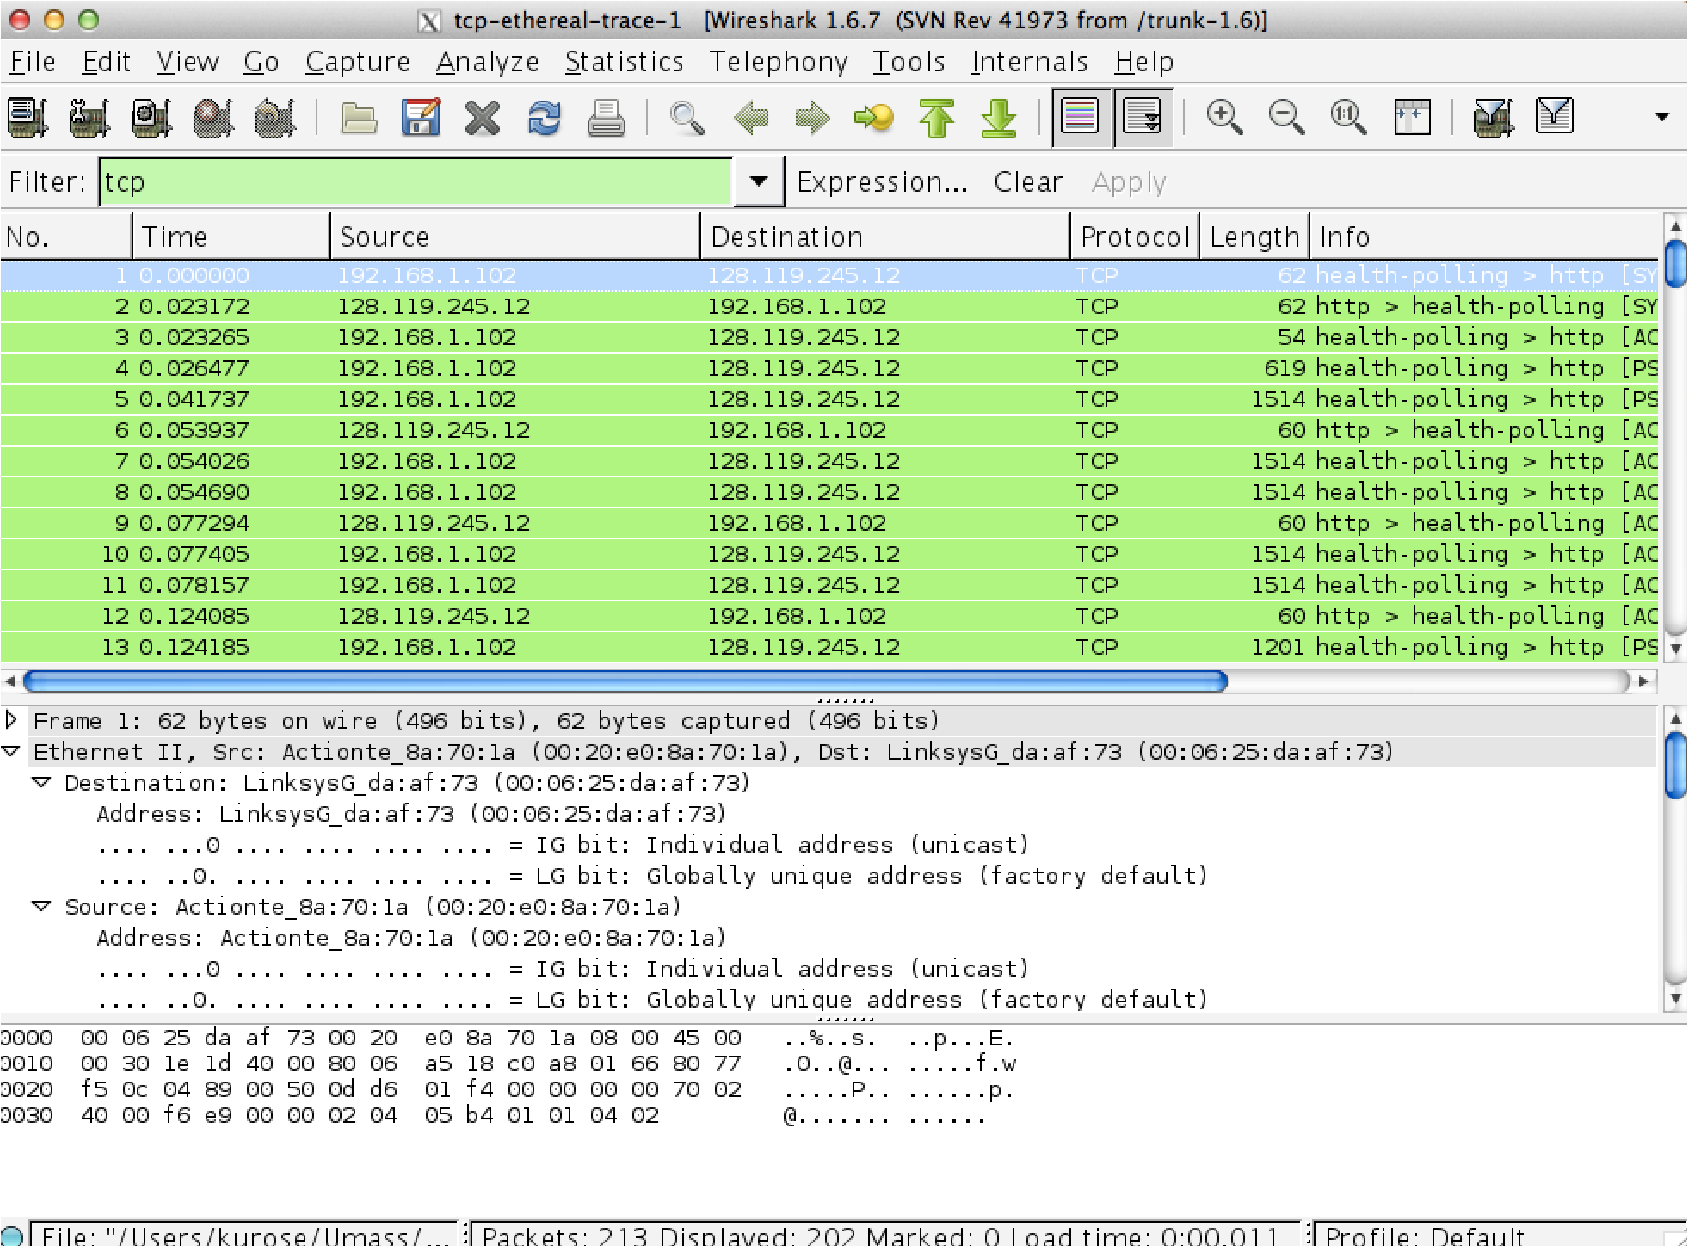 tcp-ethereal-trace-1 [Wireshark 1.6.7 (SVN Rev 41973 from /trunk-1.6)]
File Edit View Go Capture Analyze Statistics Telephony Tools Internals Help
Filter: tcp Expression... Clear Apply
No. Time Source Destination Protocol Length Info
1 0.000000 192.168.1.102 128.119.245.12 TCP 62 health-polling > http [SY
2 0.023172 128.119.245.12 192.168.1.102 TCP 62 http > health-polling [SY
3 0.023265 192.168.1.102 128.119.245.12 TCP 54 health-polling > http [AC
4 0.026477 192.168.1.102 128.119.245.12 TCP 619 health-polling > http [PS
5 0.041737 192.168.1.102 128.119.245.12 TCP 1514 health-polling > http [PS
6 0.053937 128.119.245.12 192.168.1.102 TCP 60 http > health-polling [AC
7 0.054026 192.168.1.102 128.119.245.12 TCP 1514 health-polling > http [AC
8 0.054690 192.168.1.102 128.119.245.12 TCP 1514 health-polling > http [AC
9 0.077294 128.119.245.12 192.168.1.102 TCP 60 http > health-polling [AC
10 0.077405 192.168.1.102 128.119.245.12 TCP 1514 health-polling > http [AC
11 0.078157 192.168.1.102 128.119.245.12 TCP 1514 health-polling > http [AC
12 0.124085 128.119.245.12 192.168.1.102 TCP 60 http > health-polling [AC
13 0.124185 192.168.1.102 128.119.245.12 TCP 1201 health-polling > http [PS
Frame 1: 62 bytes on wire (496 bits), 62 bytes captured (496 bits)
Ethernet II, Src: Actionte_8a:70:1a (00:20:e0:8a:70:1a), Dst: LinksysG_da:af:73 (00:06:25:da:af:73)
Destination: LinksysG_da:af:73 (00:06:25:da:af:73)
Address: LinksysG_da:af:73 (00:06:25:da:af:73)
.... ...0 .... .... .... .... = IG bit: Individual address (unicast)
.... ..0. .... .... .... .... = LG bit: Globally unique address (factory default)
Source: Actionte_8a:70:1a (00:20:e0:8a:70:1a)
Address: Actionte_8a:70:1a (00:20:e0:8a:70:1a)
.... ...0 .... .... .... .... = IG bit: Individual address (unicast)
.... ..0. .... .... .... .... = LG bit: Globally unique address (factory default)
0000 00 06 25 da af 73 00 20 e0 8a 70 1a 08 00 45 00 ..%..s. ..p...E.
0010 00 30 1e 1d 40 00 80 06 a5 18 c0 a8 01 66 80 77 .0..@... .....f.w
0020 f5 0c 04 89 00 50 0d d6 01 f4 00 00 00 00 70 02 .....P.. ......p.
0030 40 00 f6 e9 00 00 02 04 05 b4 01 01 04 02 @....... ......
File: "/Users/kurose/Umass/... Packets: 213 Displayed: 202 Marked: 0 Load time: 0:00.011 Profile: Default